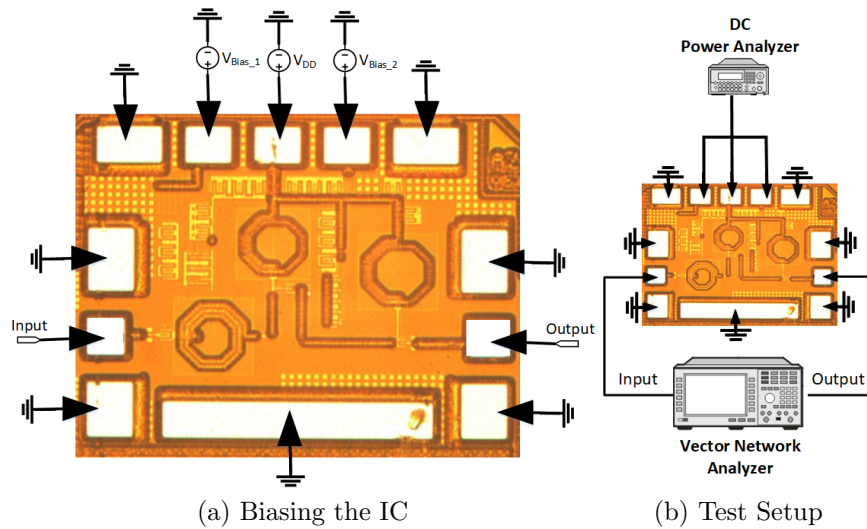 V_Bias_1
V_DD
V_Bias_2
Input
Output
(a) Biasing the IC
DC
Power Analyzer
Input
Output
Vector Network
Analyzer
(b) Test Setup